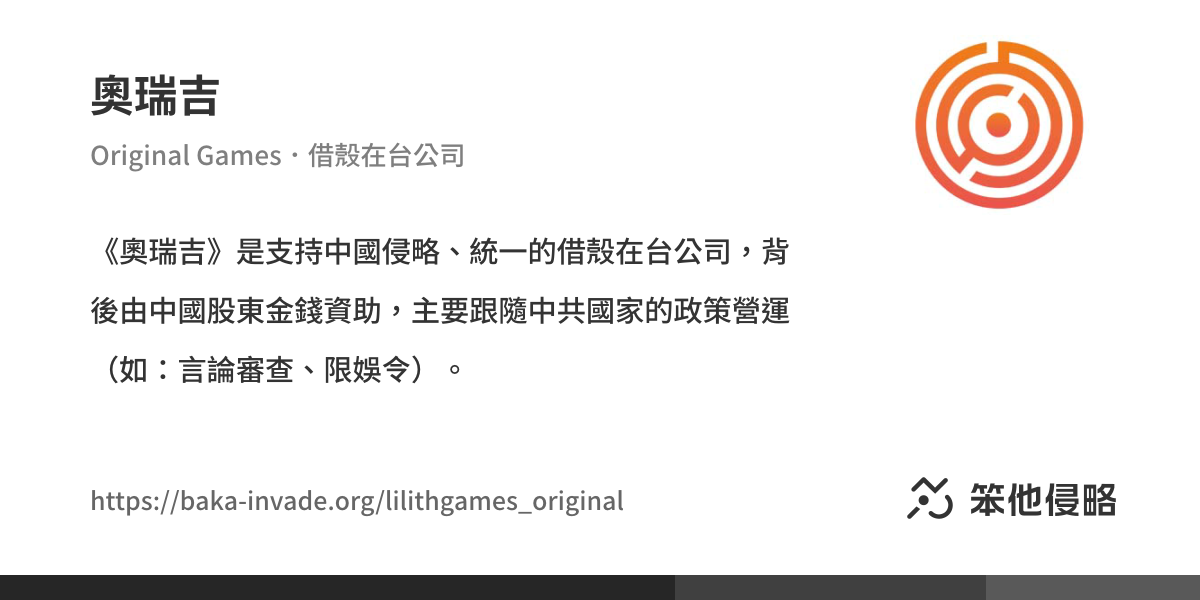 奧瑞吉
Original Games・借殼在台公司
《奧瑞吉》是支持中國侵略、統一的借殼在台公司，背
後由中國股東金錢資助，主要跟隨中共國家的政策營運
（如：言論審查、限娛令）。
https://baka-invade.org/lilithgames_original
笨他侵略